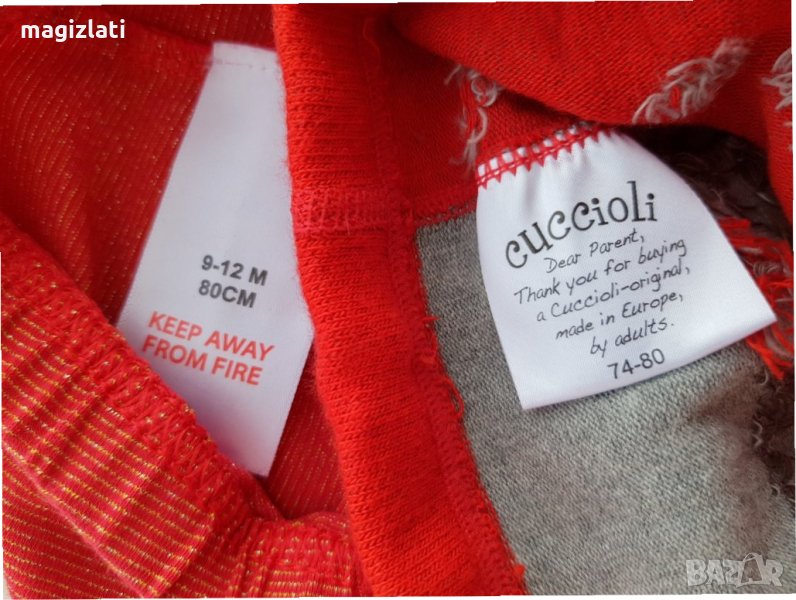 magizlati
9-12 M
80CM
KEEP AWAY
FROM FIRE
cuccioli
Dear Parent,
Thank you for buying
a Cuccioli-original,
made in Europe,
by adults.
74-80
BAZAR